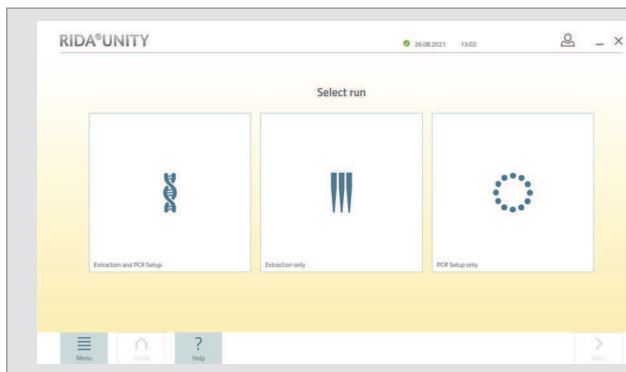 RIDA®UNITY
26.08.2021 13:02
Select run
Extraction and PCR Setup
Extraction only
PCR Setup only
Menu
Help
Next